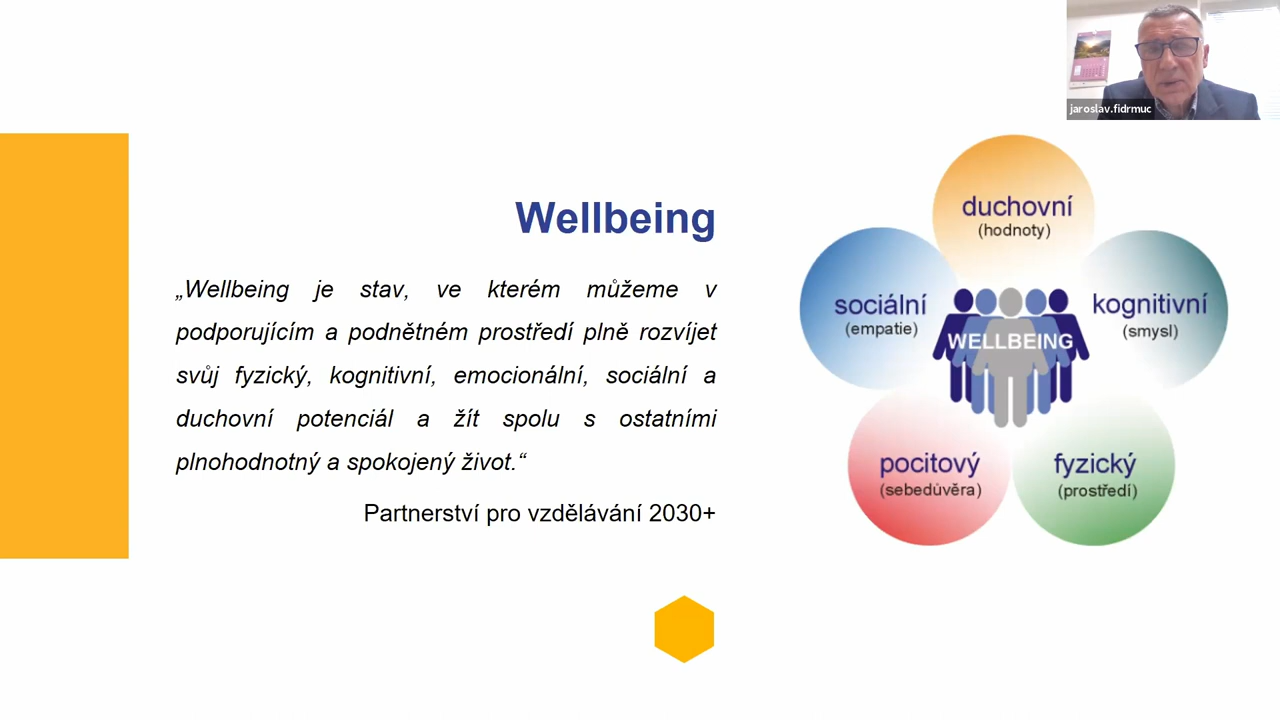 jaroslav.fidrmuc
Wellbeing
„Wellbeing je stav, ve kterém můžeme v
podporujícím a podnětném prostředí plně rozvíjet
svůj fyzický, kognitivní, emocionální, sociální a
duchovní potenciál a žít spolu s ostatními
plnohodnotný a spokojený život.“
Partnerství pro vzdělávání 2030+
duchovní
(hodnoty)
sociální
(empatie)
kognitivní
(smysl)
WELLBEING
pocitový
(sebedůvěra)
fyzický
(prostředí)